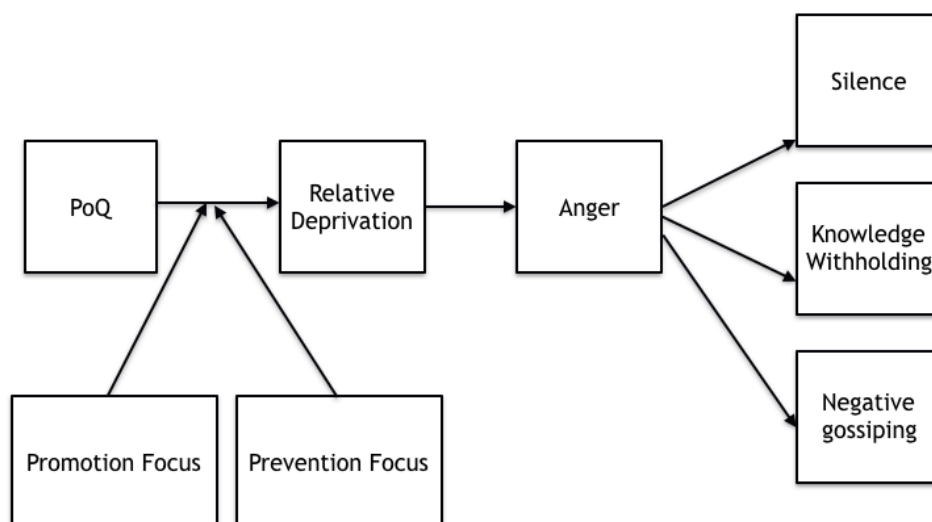 Silence
PoQ
Relative
Deprivation
Anger
Knowledge
Withholding
Negative
gossiping
Promotion Focus
Prevention Focus